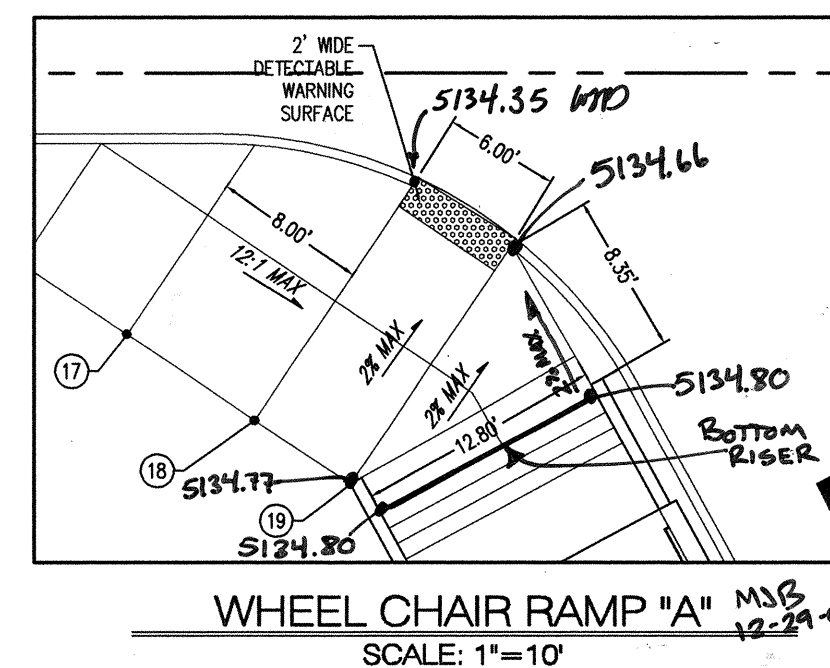 2' WIDE
DETECTABLE
WARNING
SURFACE
5134.35
6.00'
5134.66
8.00'
8.35'
12:1 MAX
2% MAX
2% MAX
2% MAX
17
5134.80
12.80'
BOTTOM
RISER
18
5134.77
19
5134.80
WHEEL CHAIR RAMP "A"
MJB
SCALE: 1"=10'